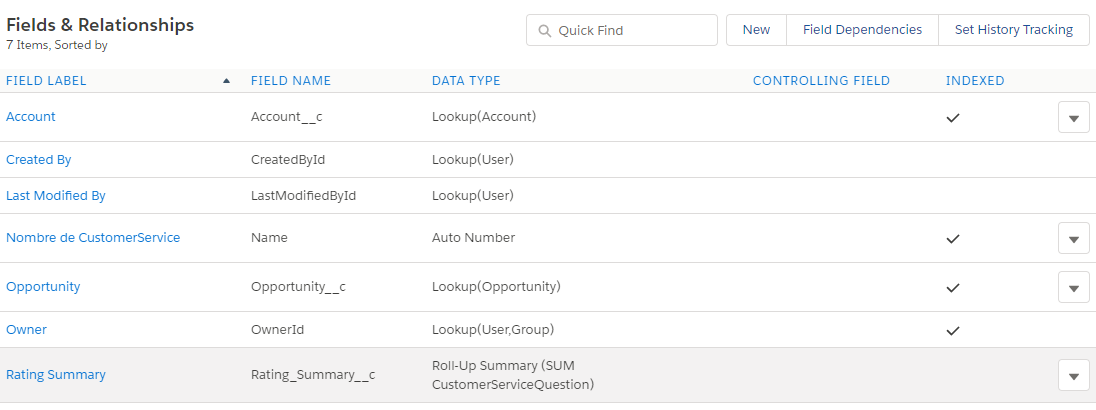 Fields & Relationships
7 Items, Sorted by
Quick Find
New
Field Dependencies
Set History Tracking
FIELD LABEL FIELD NAME DATA TYPE CONTROLLING FIELD INDEXED
Account Account__c Lookup(Account)
Created By CreatedById Lookup(User)
Last Modified By LastModifiedById Lookup(User)
Nombre de CustomerService Name Auto Number
Opportunity Opportunity__c Lookup(Opportunity)
Owner OwnerId Lookup(User,Group)
Rating Summary Rating_Summary__c Roll-Up Summary (SUM
CustomerServiceQuestion)